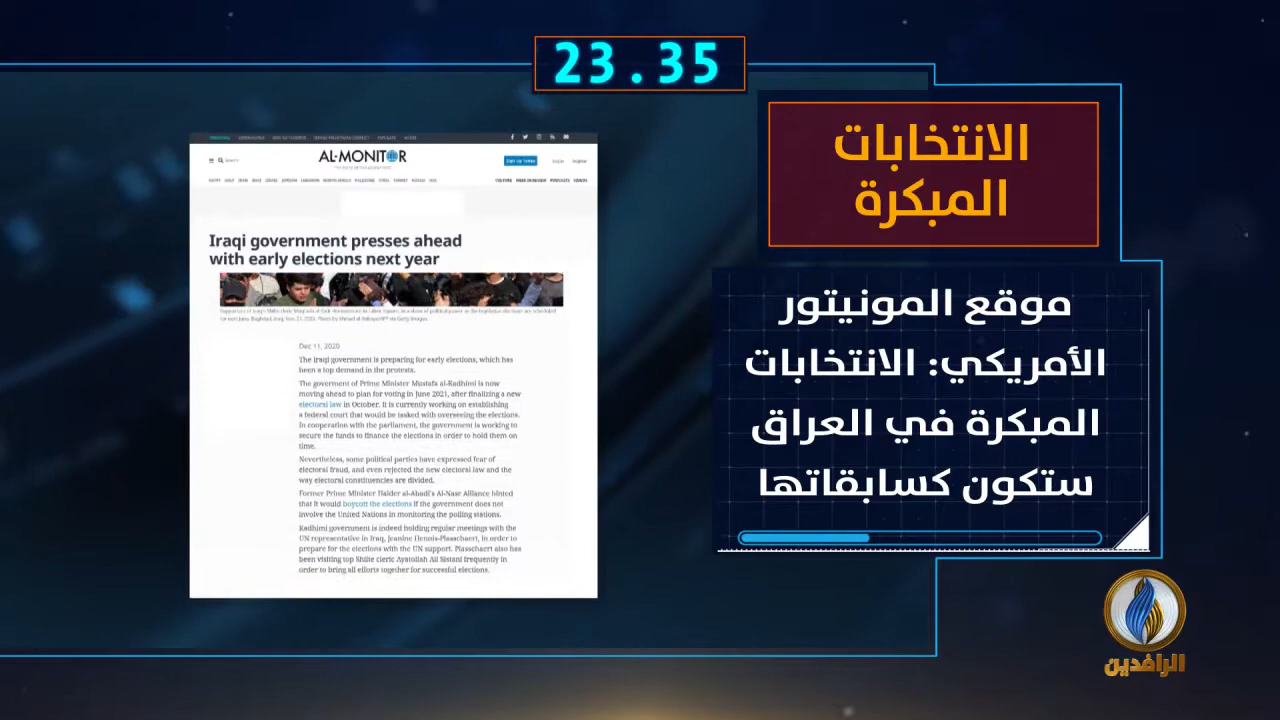 23.35
الانتخابات
المبكرة
موقع المونيتور
الأمريكي: الانتخابات
المبكرة في العراق
ستكون كسابقاتها
الرافدين
AL-MONITOR
Iraqi government presses ahead
with early elections next year
Dec 11, 2020
The Iraqi government is preparing for early elections, which has
been a top demand in the protests.
The goverment of Prime Minister Mustafa al-Kadhimi is now
moving ahead to plan for voting in June 2021, after finalizing a new
electoral law in October. It is currently working on establishing
a federal court that would be tasked with overseeing the elections.
In cooperation with the parliament, the government is working to
secure the funds to finance the elections in order to hold them on
time.
Nevertheless, some political parties have expressed fear of
electoral fraud, and even rejected the new electoral law and the
way electoral constituencies are divided.
Former Prime Minister Haider al-Abadi's Al-Nasr Alliance hinted
that it would boycott the elections if the government does not
involve the United Nations in monitoring the polling stations.
Kadhimi government is indeed holding regular meetings with the
UN representative in Iraq, Jeanine Hennis-Plasschaert, in order to
prepare for the elections with the UN support. Plasschaert also has
been visiting top Shiite cleric Ayatollah Ali Sistani frequently in
order to bring all efforts together for successful elections.